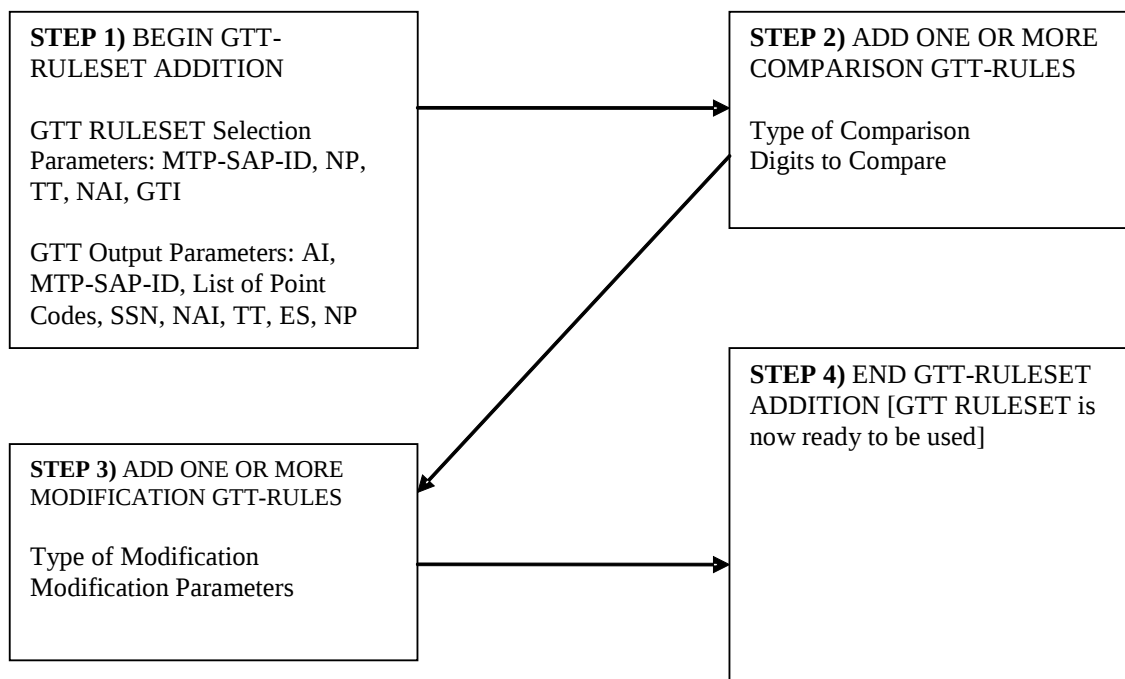 STEP 1) BEGIN GTT-
RULESET ADDITION
GTT RULESET Selection
Parameters: MTP-SAP-ID, NP,
TT, NAI, GTI
GTT Output Parameters: AI,
MTP-SAP-ID, List of Point
Codes, SSN, NAI, TT, ES, NP
STEP 2) ADD ONE OR MORE
COMPARISON GTT-RULES
Type of Comparison
Digits to Compare
STEP 3) ADD ONE OR MORE
MODIFICATION GTT-RULES
Type of Modification
Modification Parameters
STEP 4) END GTT-RULESET
ADDITION [GTT RULESET is
now ready to be used]